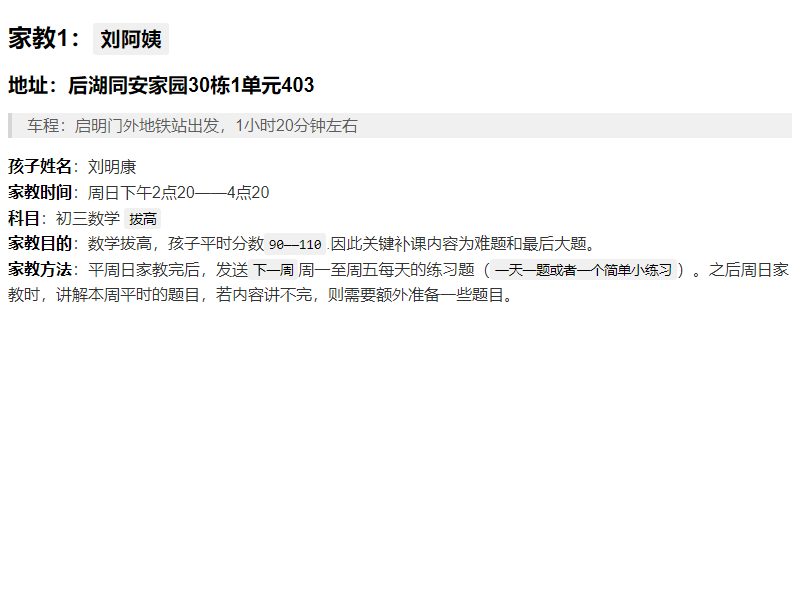 家教1： 刘阿姨
地址：后湖同安家园30栋1单元403
车程：启明门外地铁站出发，1小时20分钟左右
孩子姓名：刘明康
家教时间：周日下午2点20——4点20
科目：初三数学 拔高
家教目的：数学拔高，孩子平时分数 90——110 .因此关键补课内容为难题和最后大题。
家教方法：平周日家教完后，发送 下一周 周一至周五每天的练习题（ 一天一题或者一个简单小练习 ）。之后周日家
教时，讲解本周平时的题目，若内容讲不完，则需要额外准备一些题目。